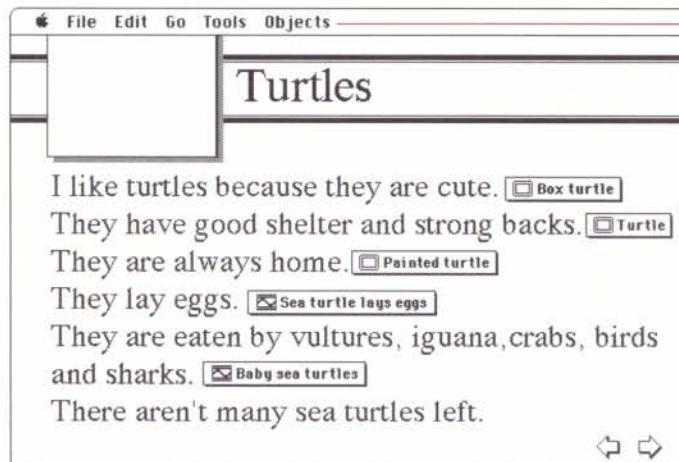 File Edit Go Tools Objects
Turtles
I like turtles because they are cute. Box turtle
They have good shelter and strong backs. Turtle
They are always home. Painted turtle
They lay eggs. Sea turtle lays eggs
They are eaten by vultures, iguana,crabs, birds
and sharks. Baby sea turtles
There aren't many sea turtles left.